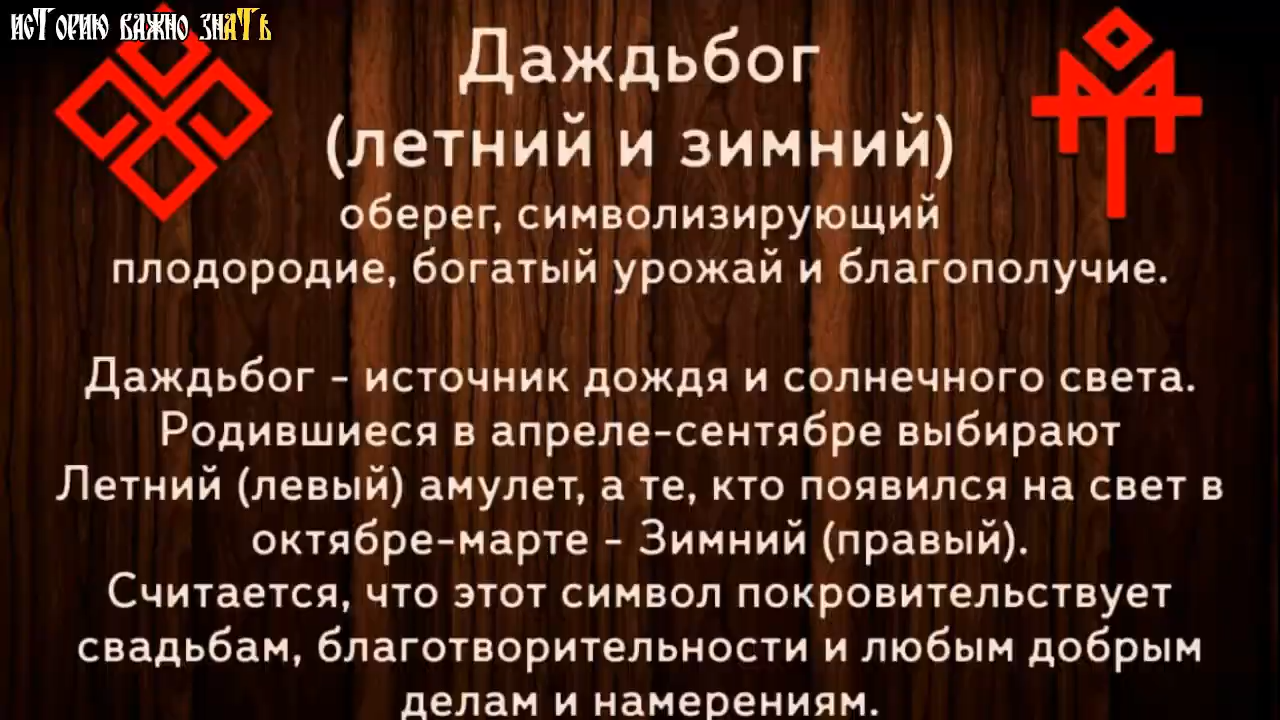 ИСТОРИЮ ВАЖНО ЗНАТЬ
Даждьбог
(летний и зимний)
оберег, символизирующий
плодородие, богатый урожай и благополучие.
Даждьбог - источник дождя и солнечного света.
Родившиеся в апреле-сентябре выбирают
Летний (левый) амулет, а те, кто появился на свет в
октябре-марте - Зимний (правый).
Считается, что этот символ покровительствует
свадьбам, благотворительности и любым добрым
делам и намерениям.